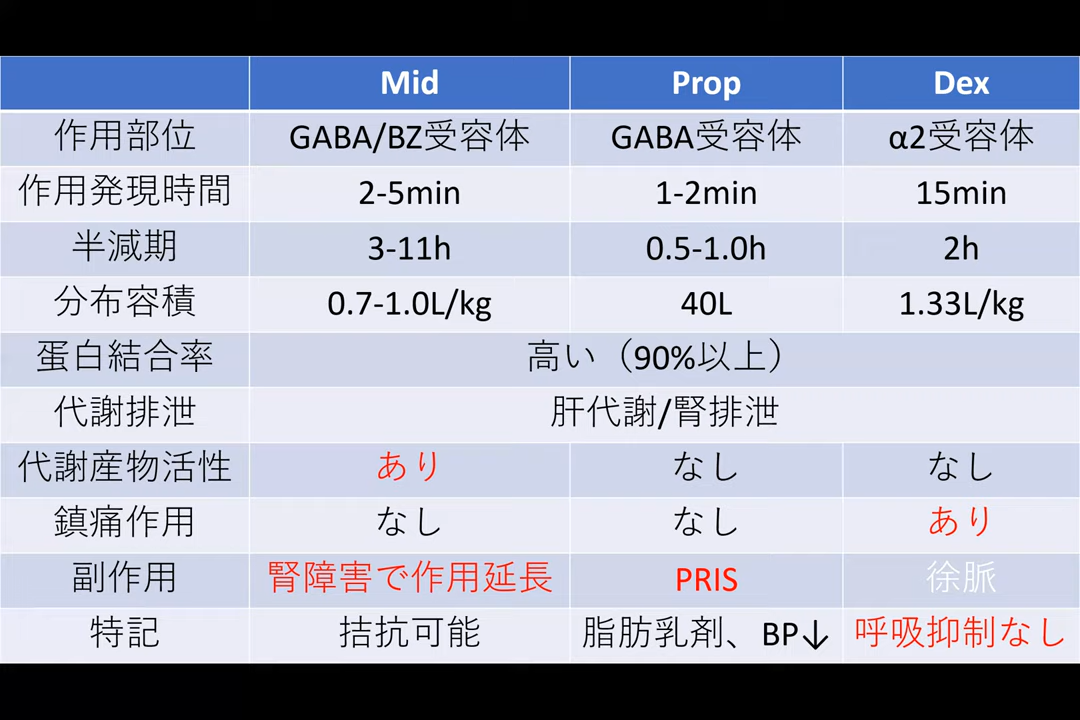 Mid Prop Dex
作用部位 GABA/BZ受容体 GABA受容体 α2受容体
作用発現時間 2-5min 1-2min 15min
半減期 3-11h 0.5-1.0h 2h
分布容積 0.7-1.0L/kg 40L 1.33L/kg
蛋白結合率 高い（90%以上）
代謝排泄 肝代謝/腎排泄
代謝産物活性 あり なし なし
鎮痛作用 なし なし あり
副作用 腎障害で作用延長 PRIS 徐脈
特記 拮抗可能 脂肪乳剤、BP↓ 呼吸抑制なし